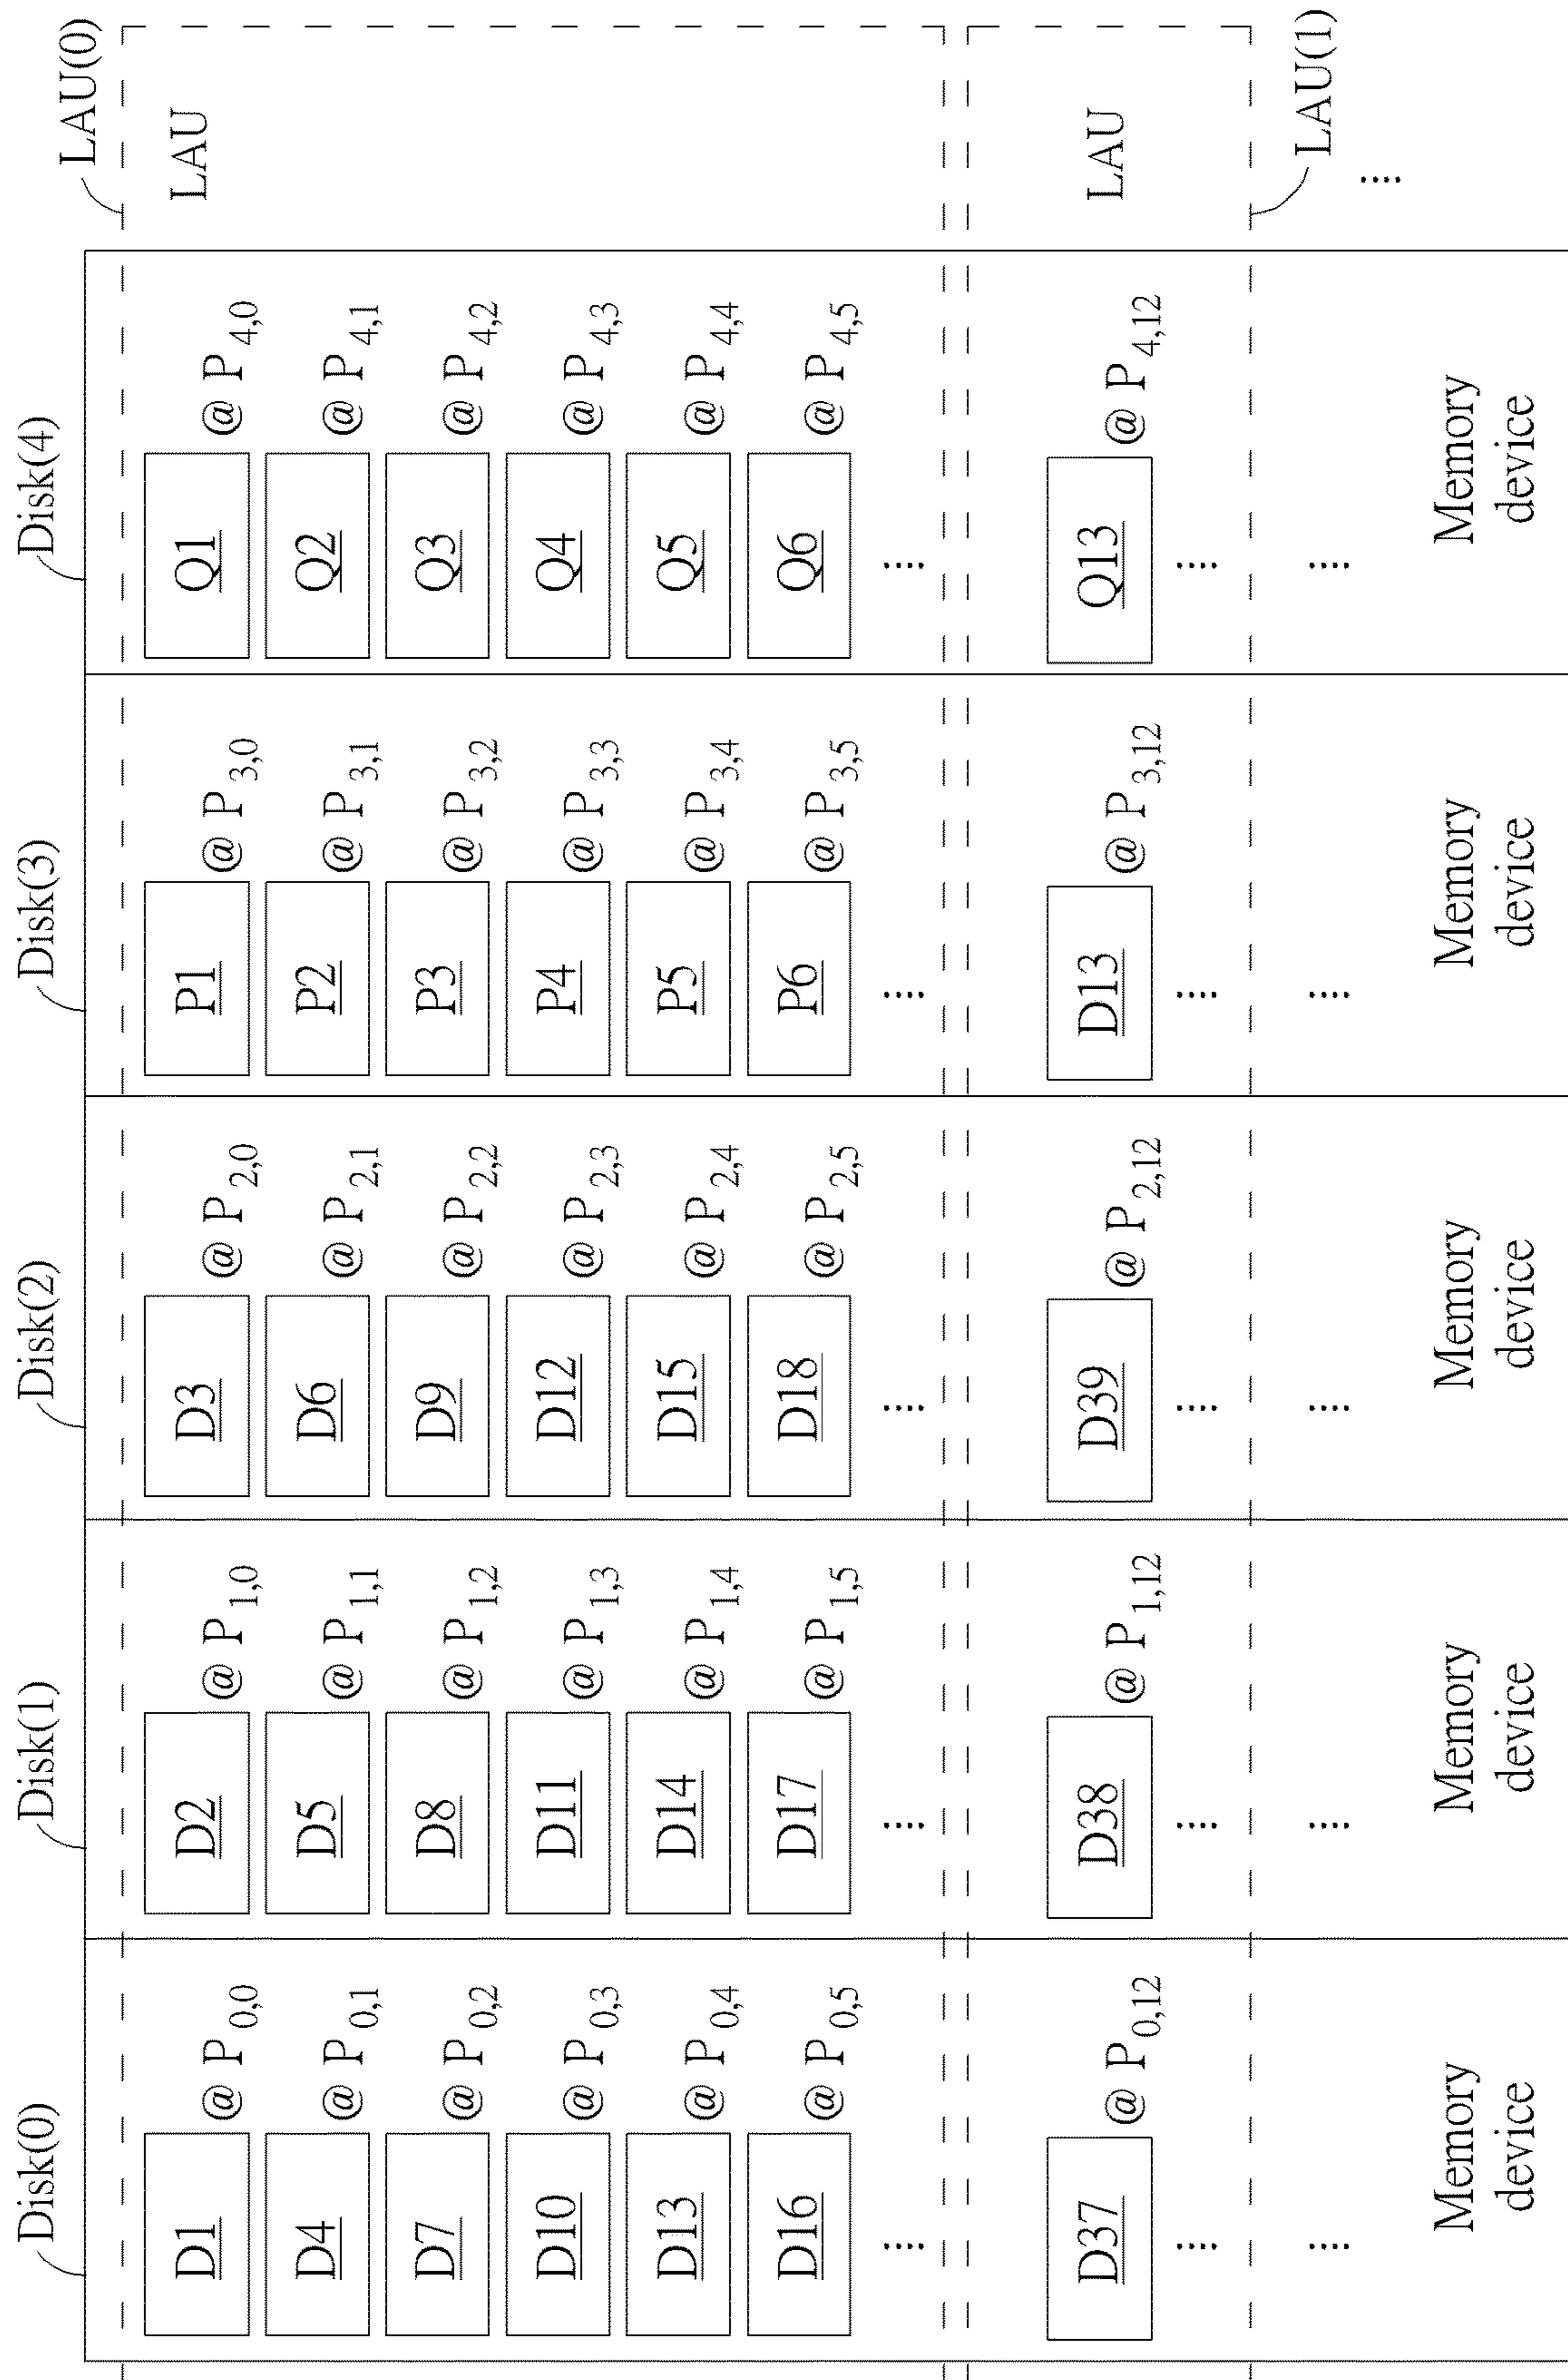 Disk(0) Disk(1) Disk(2) Disk(3) Disk(4)
LAU(0)
D1 @ P0,0 D2 @ P1,0 D3 @ P2,0 P1 @ P3,0 Q1 @ P4,0 LAU
D4 @ P0,1 D5 @ P1,1 D6 @ P2,1 P2 @ P3,1 Q2 @ P4,1
D7 @ P0,2 D8 @ P1,2 D9 @ P2,2 P3 @ P3,2 Q3 @ P4,2
D10 @ P0,3 D11 @ P1,3 D12 @ P2,3 P4 @ P3,3 Q4 @ P4,3
D13 @ P0,4 D14 @ P1,4 D15 @ P2,4 P5 @ P3,4 Q5 @ P4,4
D16 @ P0,5 D17 @ P1,5 D18 @ P2,5 P6 @ P3,5 Q6 @ P4,5
D37 @ P0,12 D38 @ P1,12 D39 @ P2,12 D13 @ P3,12 Q13 @ P4,12 LAU
LAU(1)
Memory Memory Memory Memory Memory
device device device device device